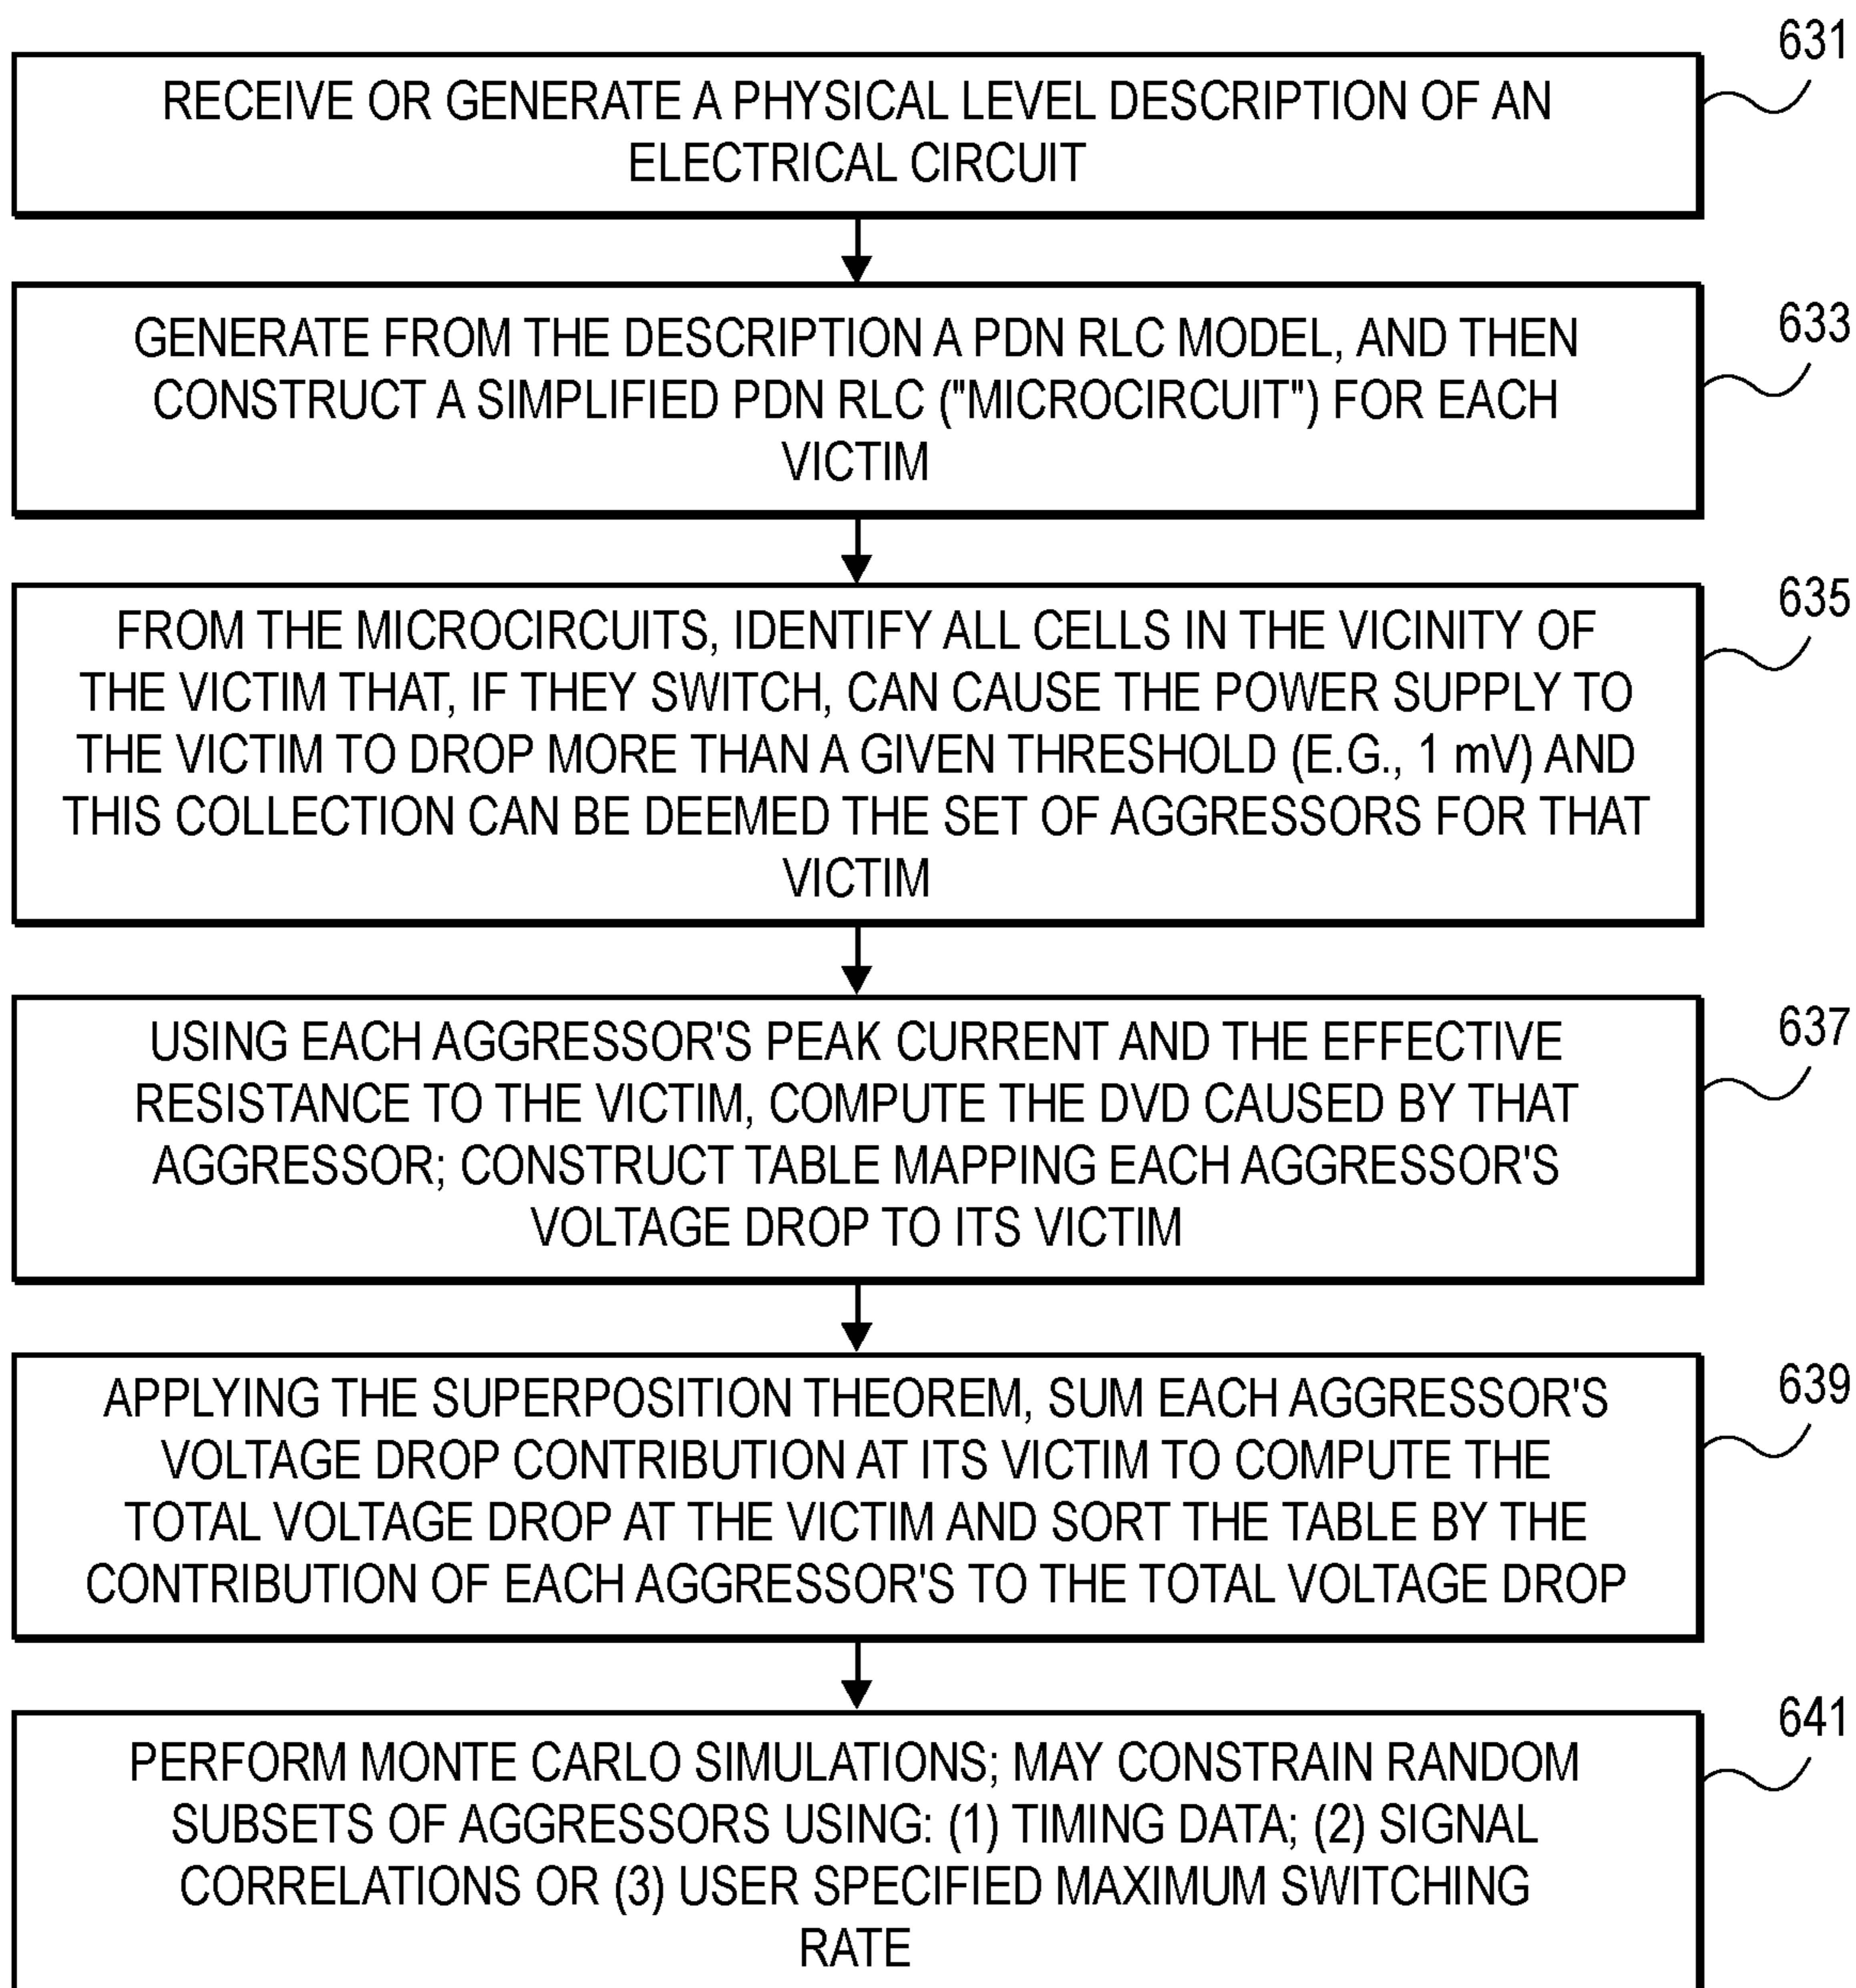 631
RECEIVE OR GENERATE A PHYSICAL LEVEL DESCRIPTION OF AN
ELECTRICAL CIRCUIT
633
GENERATE FROM THE DESCRIPTION A PDN RLC MODEL, AND THEN
CONSTRUCT A SIMPLIFIED PDN RLC ("MICROCIRCUIT") FOR EACH
VICTIM
635
FROM THE MICROCIRCUITS, IDENTIFY ALL CELLS IN THE VICINITY OF
THE VICTIM THAT, IF THEY SWITCH, CAN CAUSE THE POWER SUPPLY TO
THE VICTIM TO DROP MORE THAN A GIVEN THRESHOLD (E.G., 1 mV) AND
THIS COLLECTION CAN BE DEEMED THE SET OF AGGRESSORS FOR THAT
VICTIM
637
USING EACH AGGRESSOR'S PEAK CURRENT AND THE EFFECTIVE
RESISTANCE TO THE VICTIM, COMPUTE THE DVD CAUSED BY THAT
AGGRESSOR; CONSTRUCT TABLE MAPPING EACH AGGRESSOR'S
VOLTAGE DROP TO ITS VICTIM
639
APPLYING THE SUPERPOSITION THEOREM, SUM EACH AGGRESSOR'S
VOLTAGE DROP CONTRIBUTION AT ITS VICTIM TO COMPUTE THE
TOTAL VOLTAGE DROP AT THE VICTIM AND SORT THE TABLE BY THE
CONTRIBUTION OF EACH AGGRESSOR'S TO THE TOTAL VOLTAGE DROP
641
PERFORM MONTE CARLO SIMULATIONS; MAY CONSTRAIN RANDOM
SUBSETS OF AGGRESSORS USING: (1) TIMING DATA; (2) SIGNAL
CORRELATIONS OR (3) USER SPECIFIED MAXIMUM SWITCHING
RATE